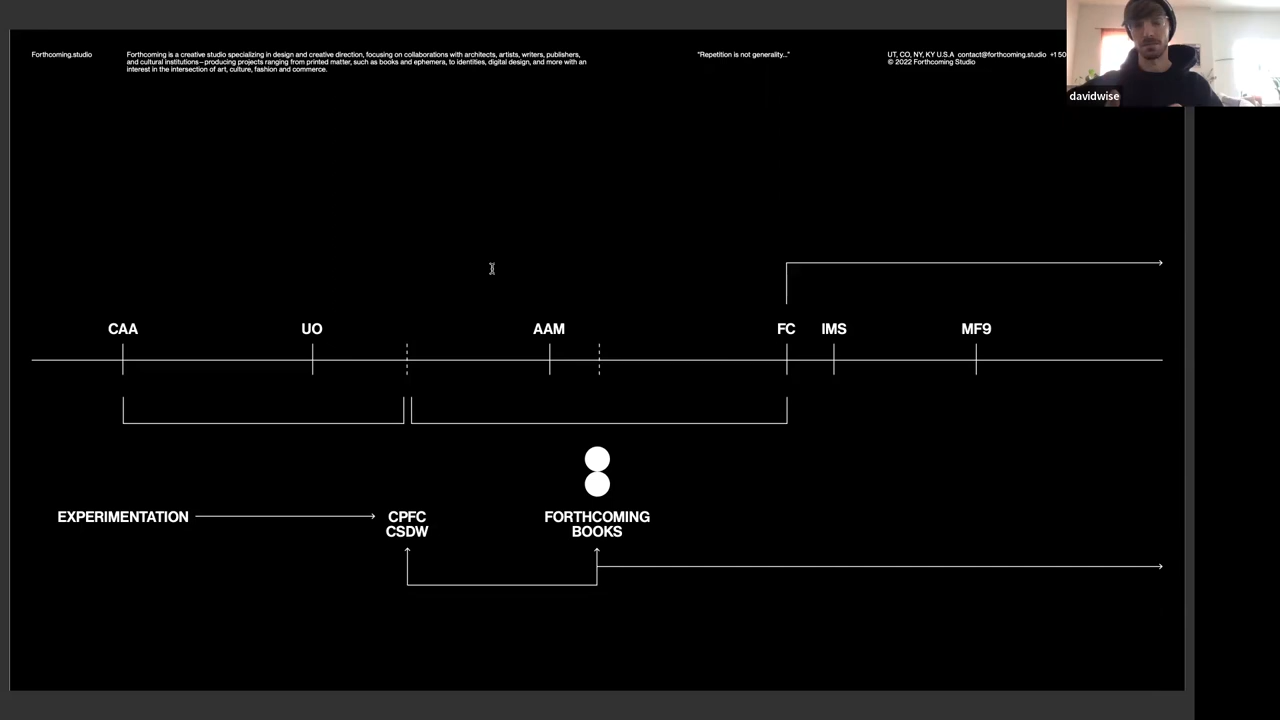 Forthcoming.studio
Forthcoming is a creative studio specializing in design and creative direction, focusing on collaborations with architects, artists, writers, publishers,
and cultural institutions—producing projects ranging from printed matter, such as books and ephemera, to identities, digital design, and more with an
interest in the intersection of art, culture, fashion and commerce.
"Repetition is not generality..."
UT, CO, NY, KY U.S.A contact@forthcoming.studio +1 50
© 2022 Forthcoming Studio
davidwise
CAA UO AAM FC IMS MF9
EXPERIMENTATION
CPFC
CSDW
FORTHCOMING
BOOKS